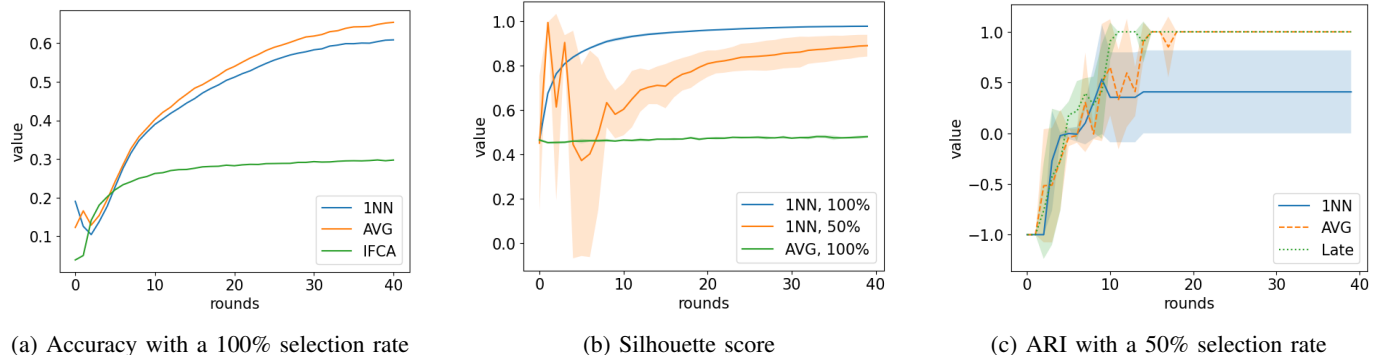 0.6
0.5
0.4
0.3
0.2
0.1
value
0 10 20 30 40
rounds
1NN
AVG
IFCA
(a) Accuracy with a 100% selection rate
1.0
0.8
0.6
0.4
0.2
0.0
value
0 10 20 30 40
rounds
1NN, 100%
1NN, 50%
AVG, 100%
(b) Silhouette score
1.0
0.5
0.0
−0.5
−1.0
value
0 10 20 30 40
rounds
1NN
AVG
Late
(c) ARI with a 50% selection rate